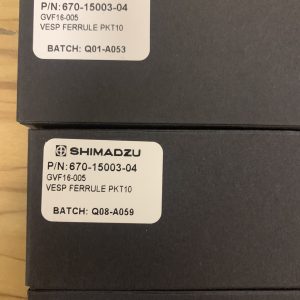 P/N: 670-15003-04
GVF16-005
VESP FERRULE PKT10
BATCH: Q01-A053
SHIMADZU
P/N: 670-15003-04
GVF16-005
VESP FERRULE PKT10
BATCH: Q08-A059